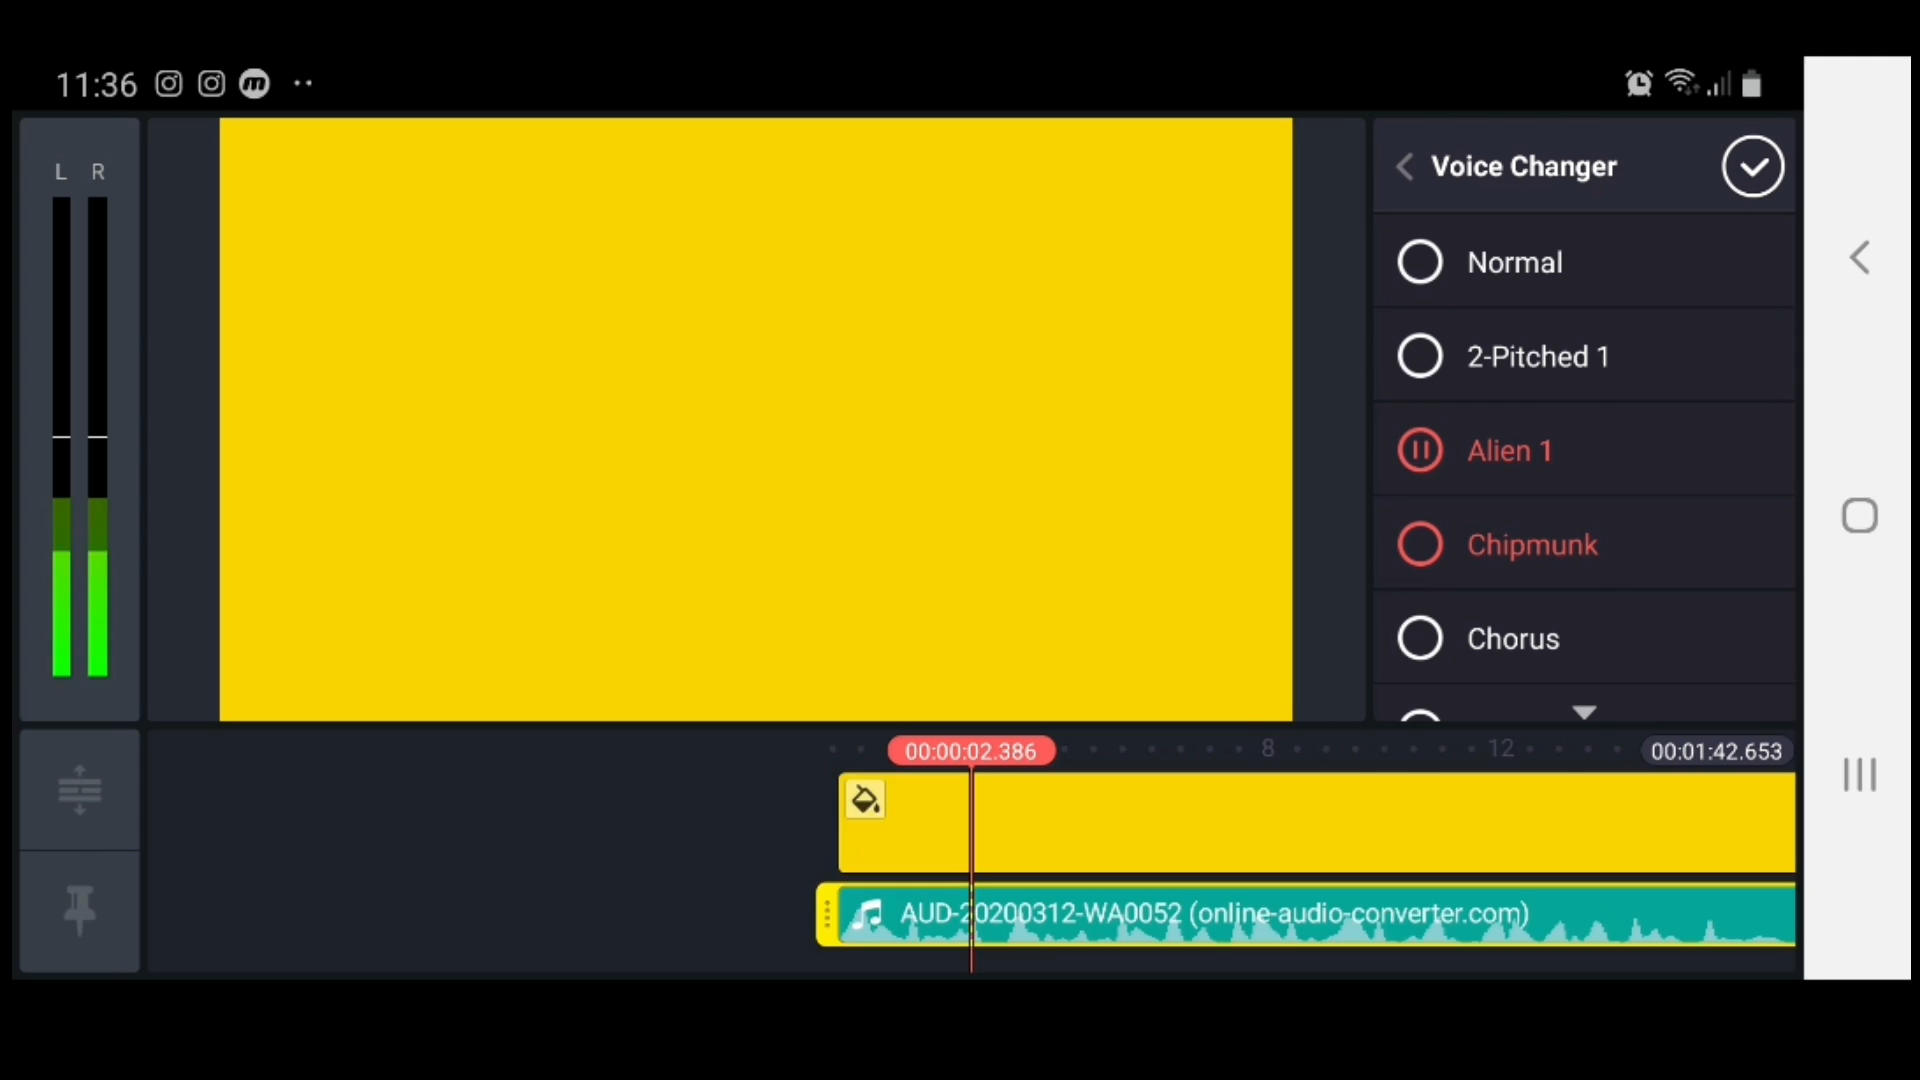 11:36
L R
Voice Changer
Normal
2-Pitched 1
Alien 1
Chipmunk
Chorus
00:00:02.386 8 12 00:01:42.653
AUD-20200312-WA0052 (online-audio-converter.com)